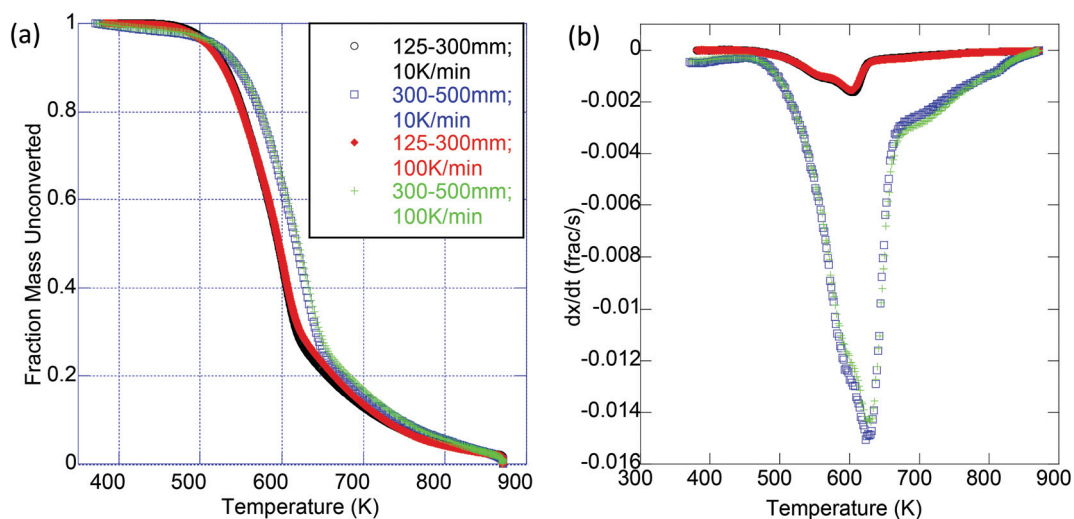 (a)
1
0.8
0.6
0.4
0.2
0
Fraction Mass Unconverted
125-300mm;
10K/min
300-500mm;
10K/min
125-300mm;
100K/min
300-500mm;
100K/min
400 500 600 700 800 900
Temperature (K)
(b)
0
-0.002
-0.004
-0.006
-0.008
-0.01
-0.012
-0.014
-0.016
dx/dt (frac/s)
300 400 500 600 700 800 900
Temperature (K)